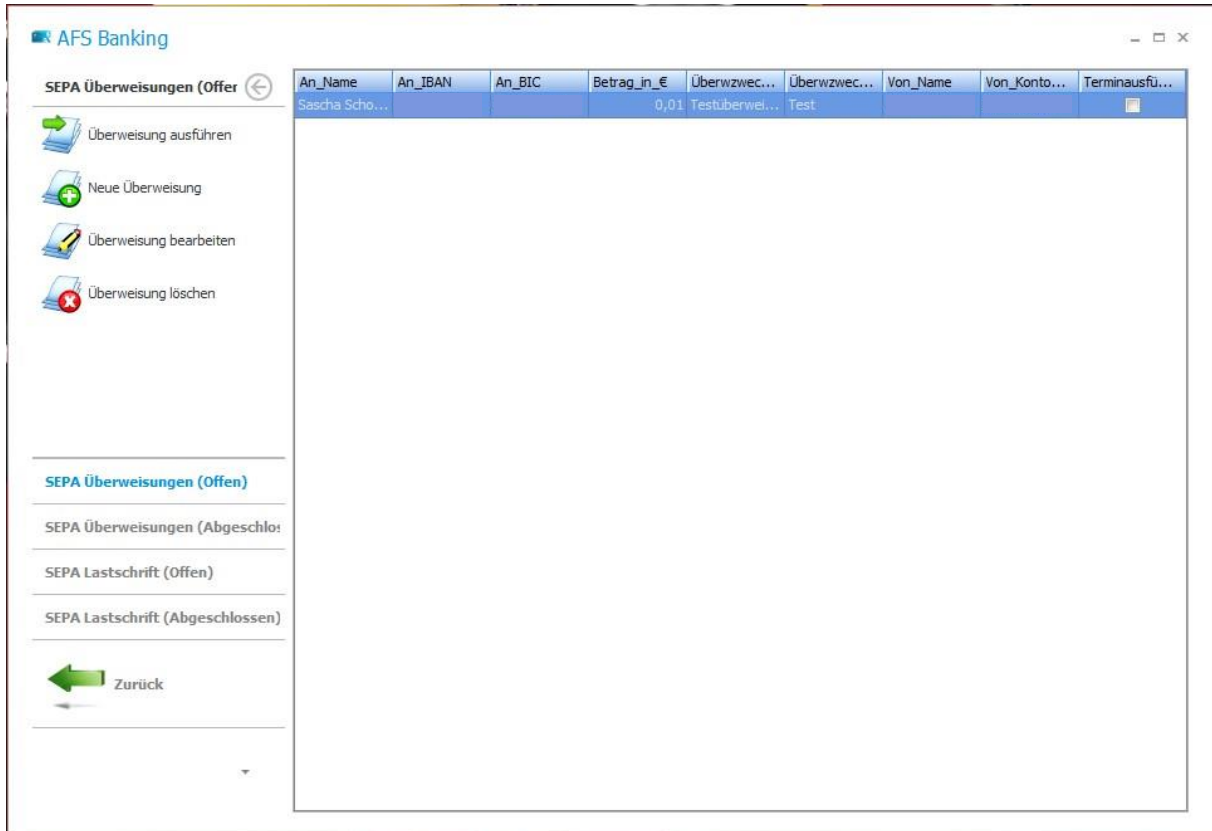 AFS Banking
SEPA Überweisungen (Offer
Überweisung ausführen
Neue Überweisung
Überweisung bearbeiten
Überweisung löschen
SEPA Überweisungen (Offen)
SEPA Überweisungen (Abgeschlos
SEPA Lastschrift (Offen)
SEPA Lastschrift (Abgeschlossen)
Zurück
An_Name An_IBAN An_BIC Betrag_in_€ Überwzwec... Überwzwec... Von_Name Von_Konto... Terminausfü...
Sascha Scho... 0,01 Testüberwei... Test